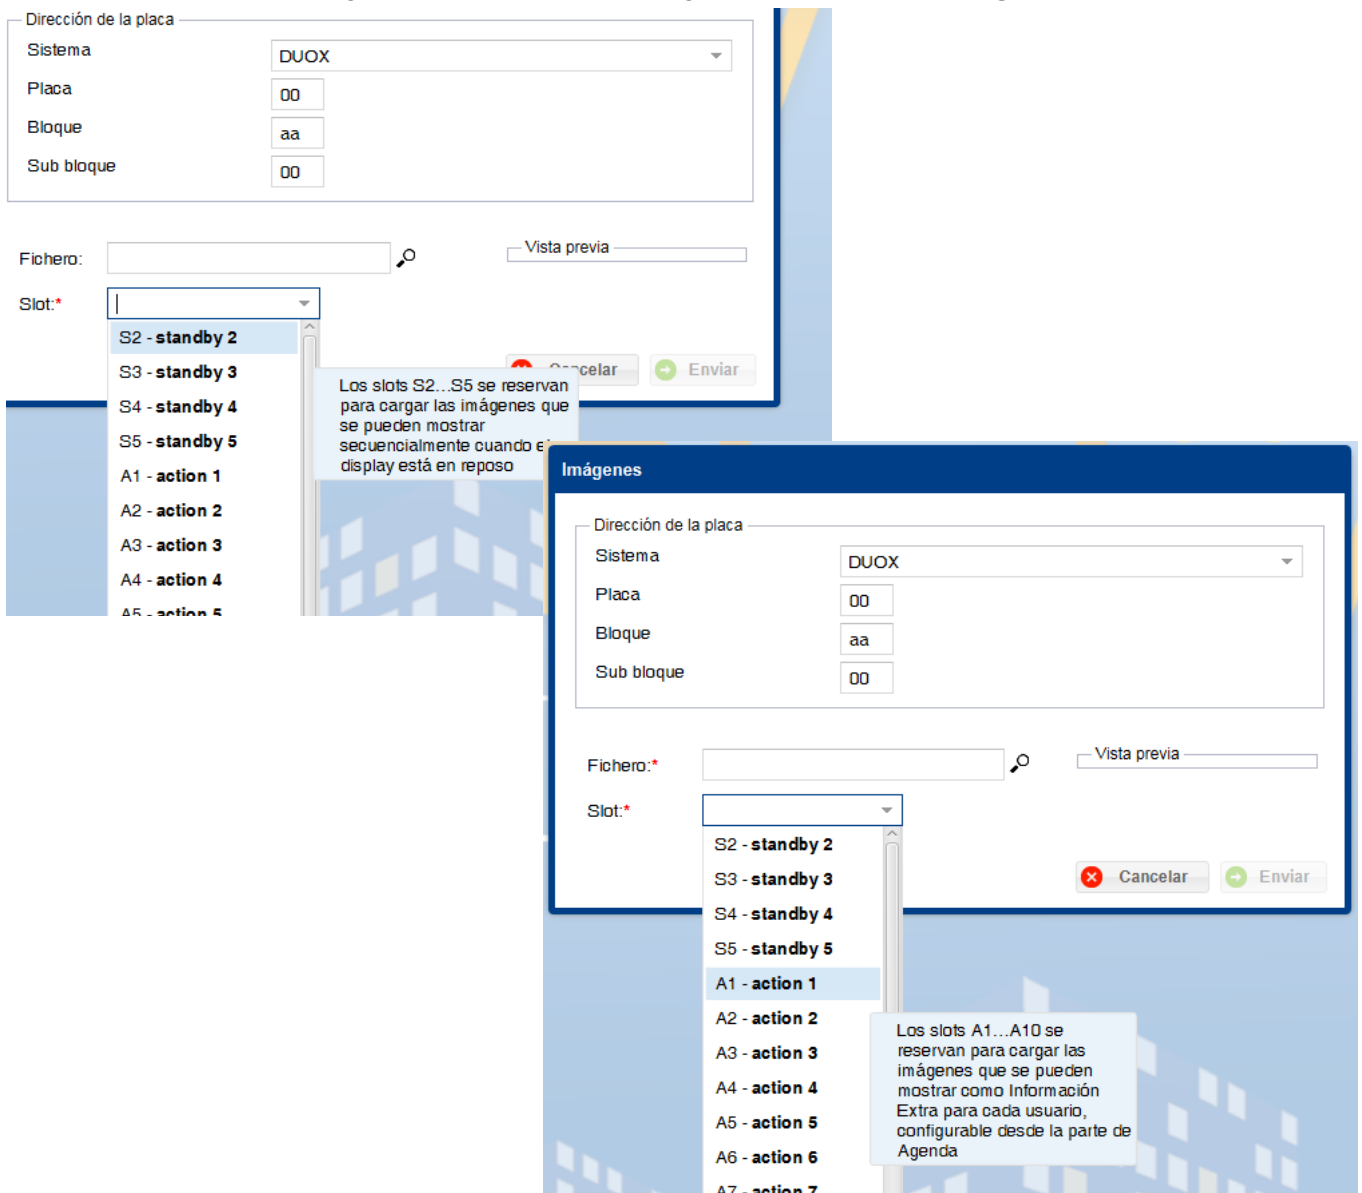 Dirección de la placa
Sistema
DUOX
Placa
00
Bloque
aa
Sub bloque
00
Fichero:
Vista previa
Slot:*
S2 - standby 2
S3 - standby 3
S4 - standby 4
S5 - standby 5
A1 - action 1
A2 - action 2
A3 - action 3
A4 - action 4
A5 - action 5
Cancelar
Enviar
Los slots S2...S5 se reservan
para cargar las imágenes que
se pueden mostrar
secuencialmente cuando el
display está en reposo
Imágenes
Dirección de la placa
Sistema
DUOX
Placa
00
Bloque
aa
Sub bloque
00
Fichero:*
Vista previa
Slot:*
S2 - standby 2
S3 - standby 3
S4 - standby 4
S5 - standby 5
A1 - action 1
A2 - action 2
A3 - action 3
A4 - action 4
A5 - action 5
A6 - action 6
A7 - action 7
Cancelar
Enviar
Los slots A1...A10 se
reservan para cargar las
imágenes que se pueden
mostrar como Información
Extra para cada usuario,
configurable desde la parte de
Agenda